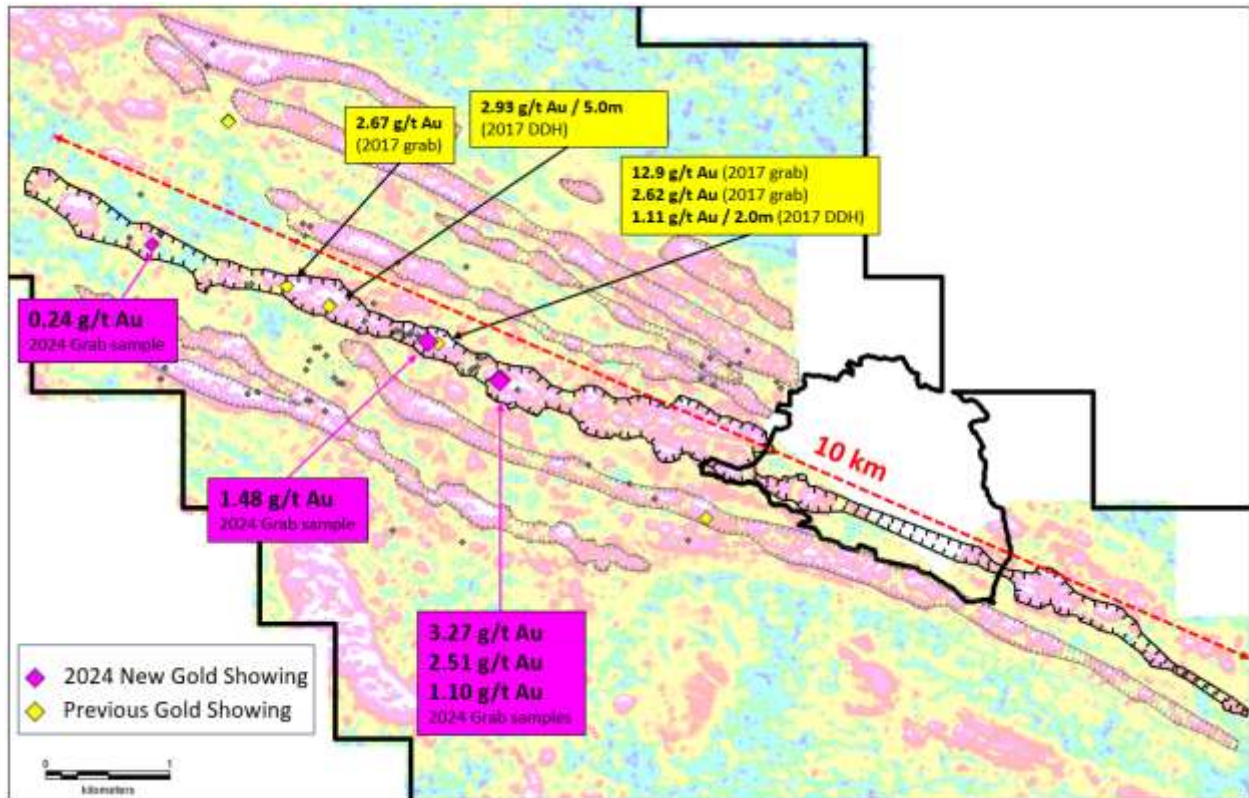 2.67 g/t Au
(2017 grab)
2.93 g/t Au / 5.0m
(2017 DDH)
12.9 g/t Au (2017 grab)
2.62 g/t Au (2017 grab)
1.11 g/t Au / 2.0m (2017 DDH)
0.24 g/t Au
2024 Grab sample
10 km
1.48 g/t Au
2024 Grab sample
3.27 g/t Au
2.51 g/t Au
1.10 g/t Au
2024 Grab samples
2024 New Gold Showing
Previous Gold Showing
0 1
kilometers